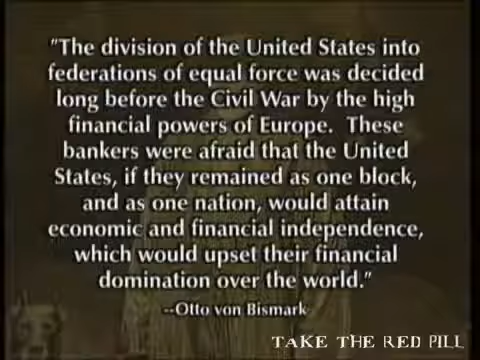 "The division of the United States into
federations of equal force was decided
long before the Civil War by the high
financial powers of Europe.  These
bankers were afraid that the United
States, if they remained as one block,
and as one nation, would attain
economic and financial independence,
which would upset their financial
domination over the world."
--Otto von Bismark
TAKE THE RED PILL